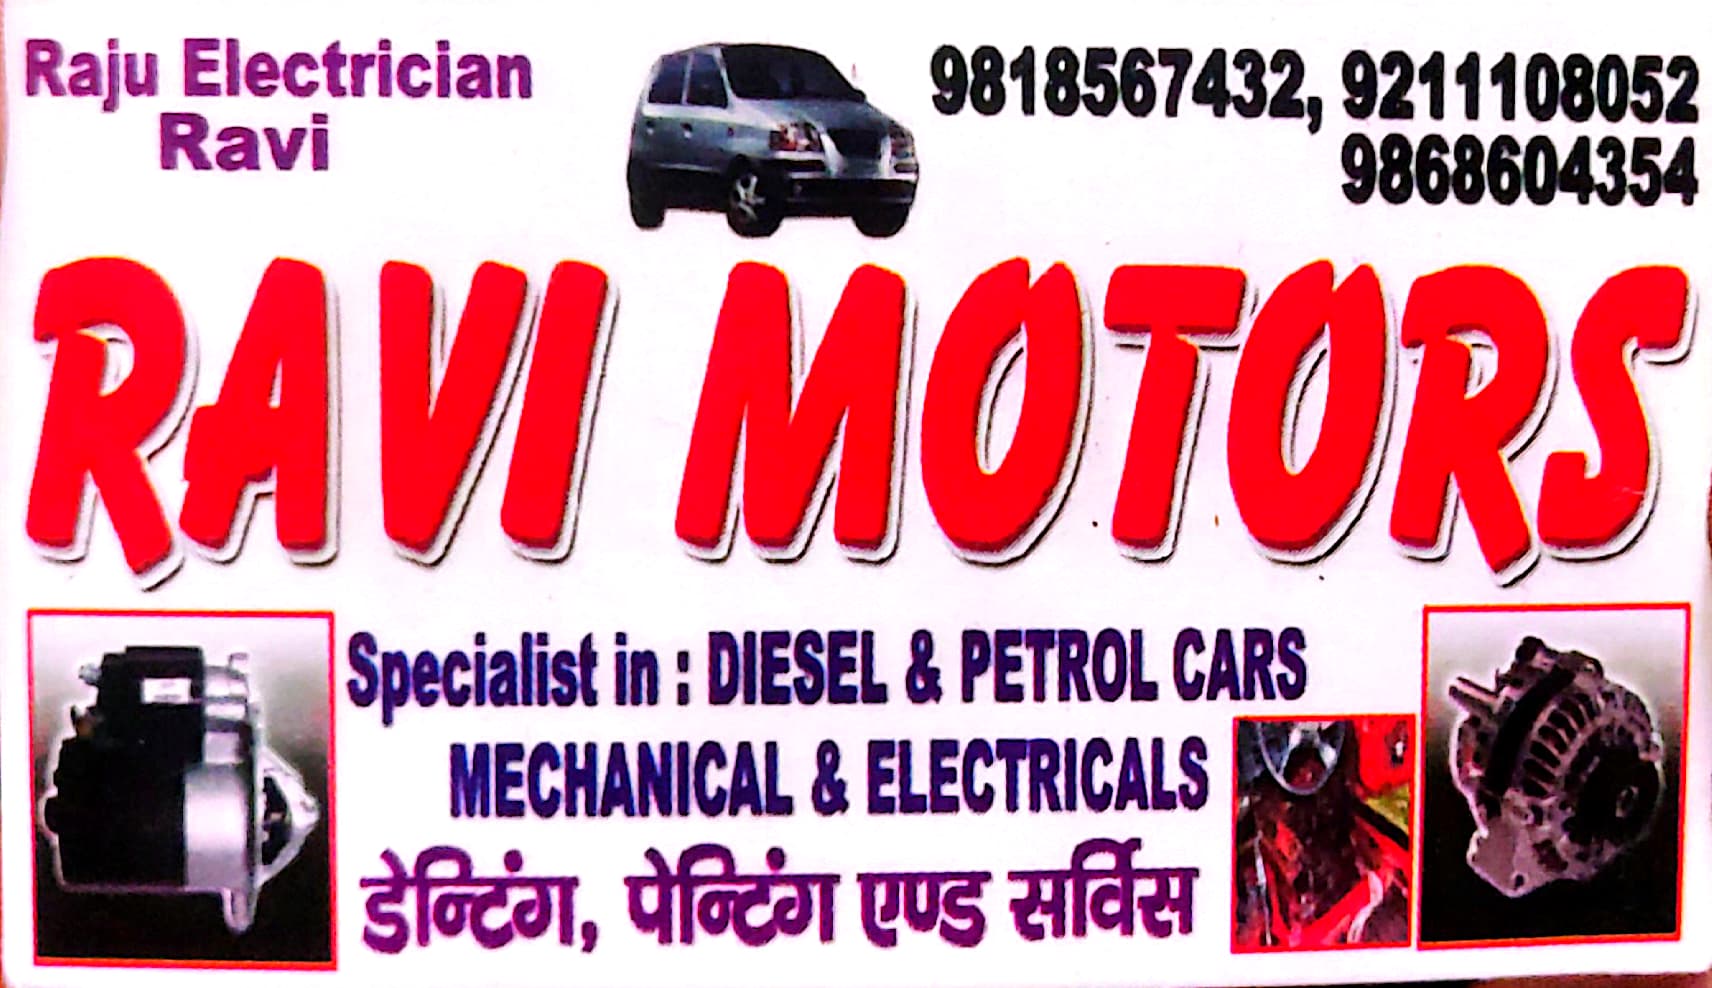 Raju Electrician
Ravi
9818567432, 9211108052
9868604354
RAVI MOTORS
Specialist in : DIESEL & PETROL CARS
MECHANICAL & ELECTRICALS
डेन्टिंग, पेन्टिंग एण्ड सर्विस